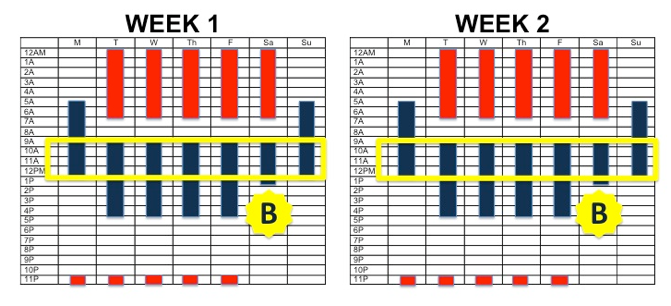 WEEK 1 WEEK 2
M T W Th F Sa Su M T W Th F Sa Su
12AM 12AM
1A 1A
2A 2A
3A 3A
4A 4A
5A 5A
6A 6A
7A 7A
8A 8A
9A 9A
10A 10A
11A 11A
12PM 12PM
1P 1P
2P 2P
3P 3P
4P B 4P B
5P 5P
6P 6P
7P 7P
8P 8P
9P 9P
10P 10P
11P 11P